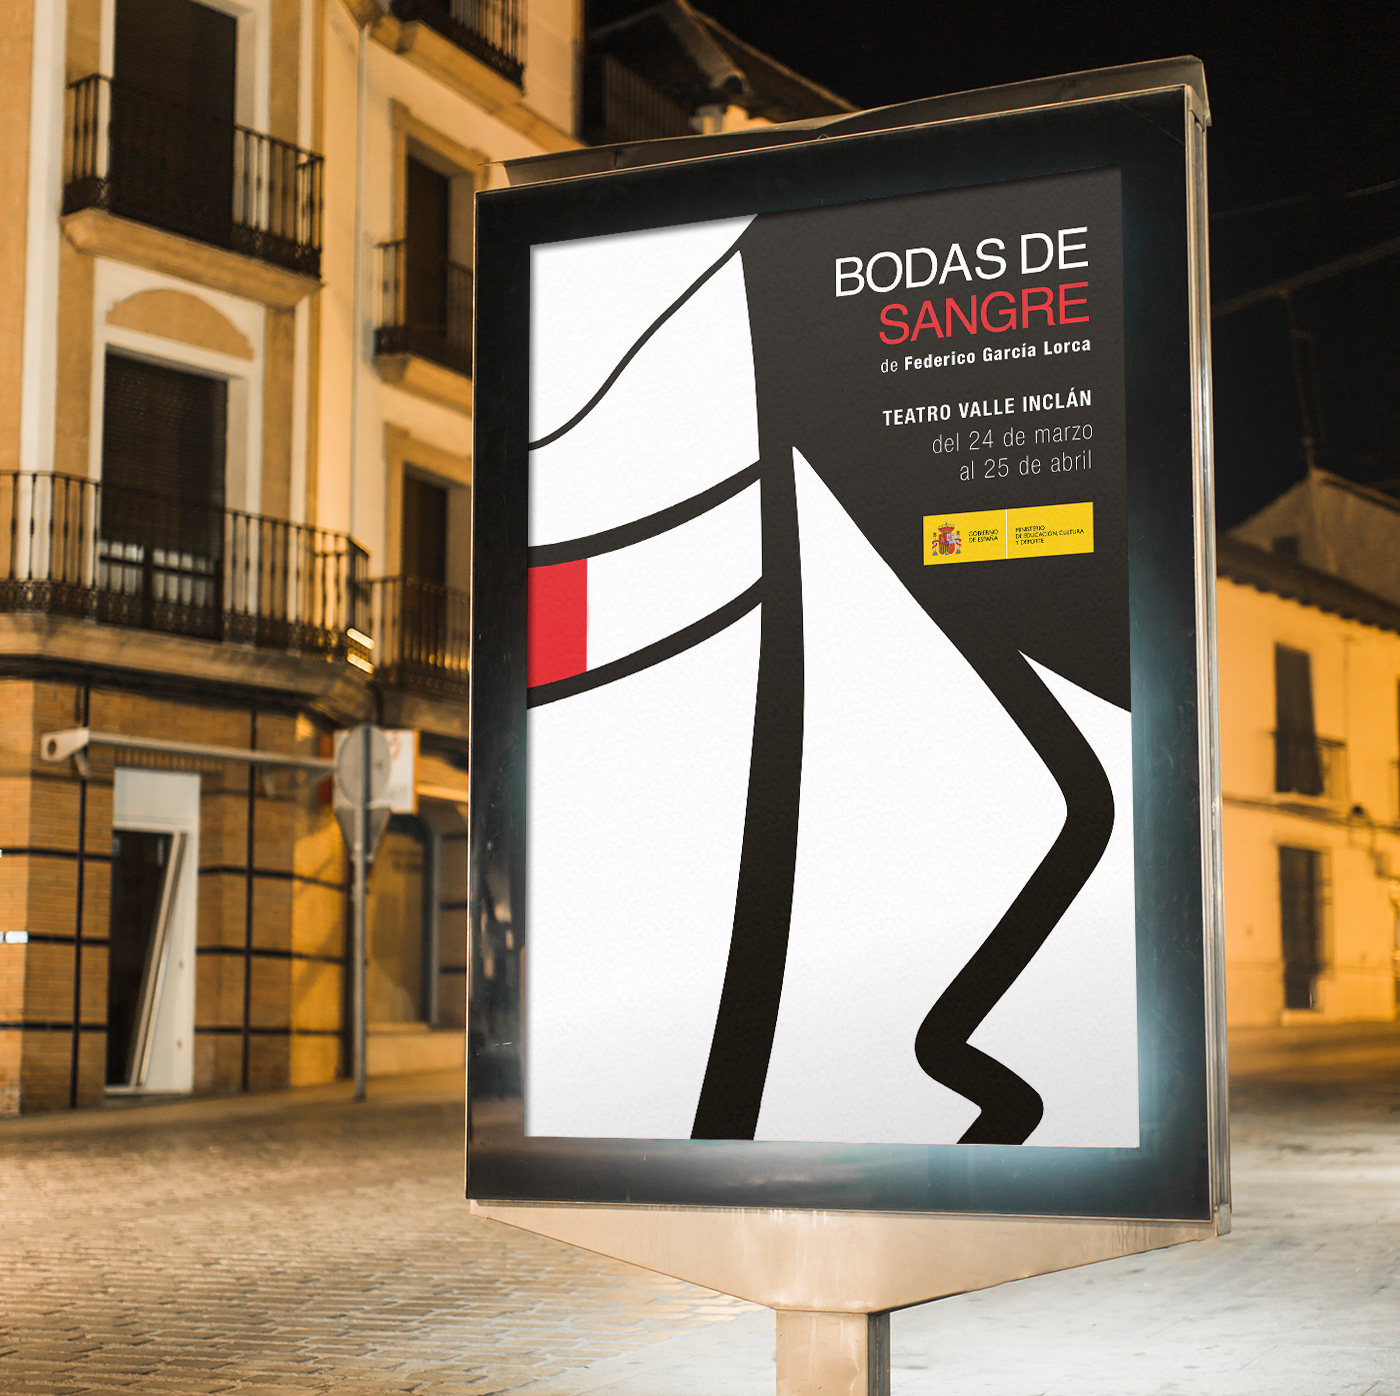 BODAS DE
SANGRE
de Federico García Lorca
TEATRO VALLE INCLÁN
del 24 de marzo
al 25 de abril
GOBIERNO
DE ESPAÑA
MINISTERIO
DE EDUCACIÓN, CULTURA
Y DEPORTE